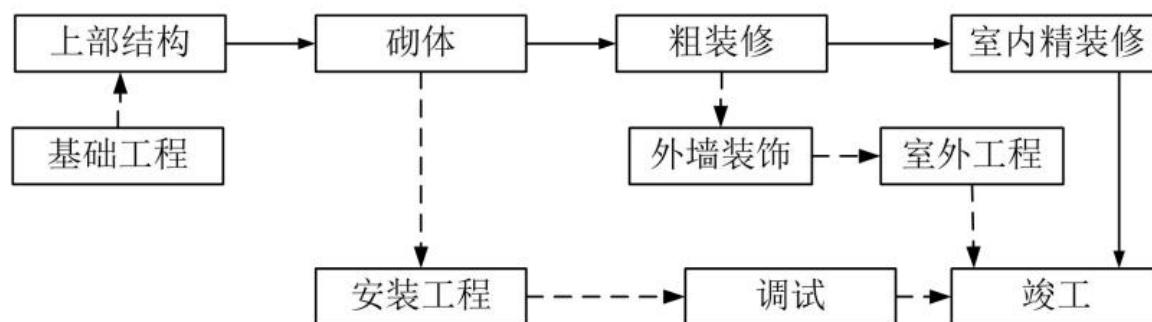 上部结构
砌体
粗装修
室内精装修
基础工程
外墙装饰
室外工程
安装工程
调试
竣工